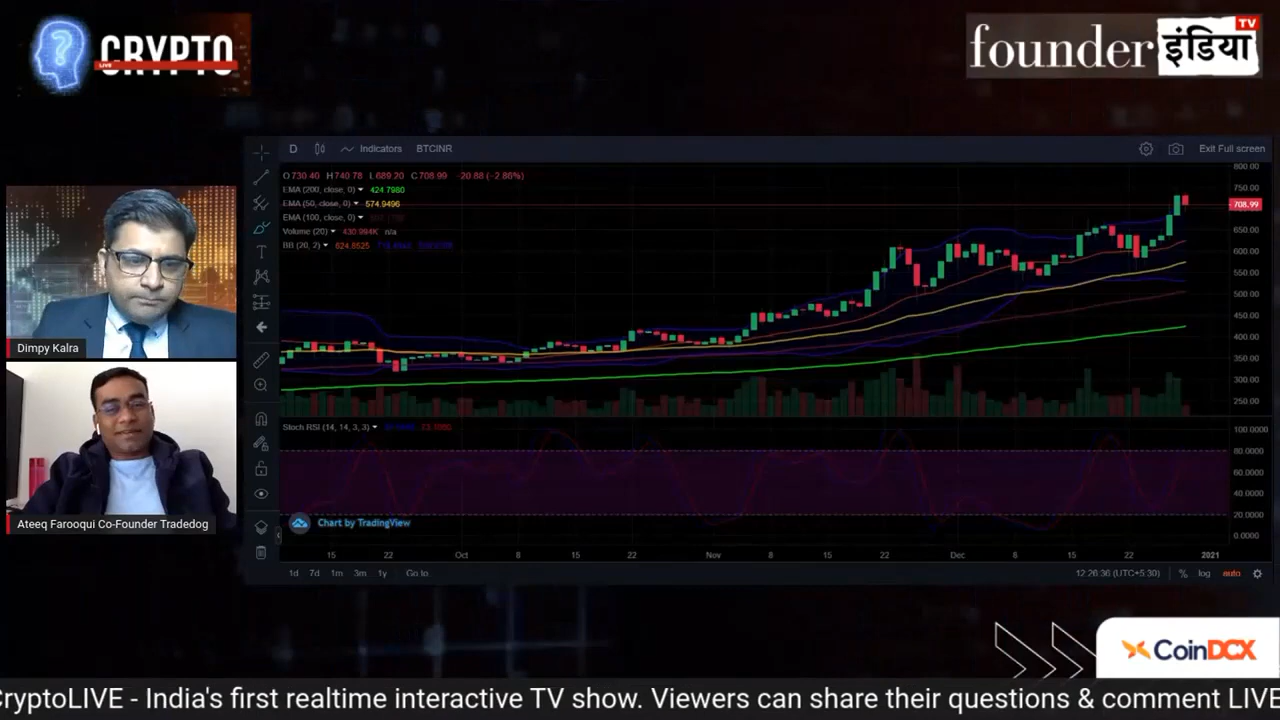 CRYPTO
LIVE
founder इंडिया TV
D Indicators BTCINR Exit Full screen
O730.40 H740.78 L689.20 C708.99 -20.88 (-2.86%)
EMA (200, close, 0) 424.7980
EMA (50, close, 0) 574.9496
EMA (100, close, 0)
Volume (20) 430.994K n/a
BB (20, 2) 624.8525
800.00
750.00
708.99
650.00
600.00
550.00
500.00
450.00
400.00
350.00
300.00
250.00
Dimpy Kalra
Ateeq Farooqui Co-Founder Tradedog
Stoch RSI (14, 14, 3, 3)
100.0000
80.0000
60.0000
40.0000
20.0000
0.0000
Chart by TradingView
15 22 Oct 8 15 22 Nov 8 15 22 Dec 8 15 22 2021
1d 7d 1m 3m 1y Go to 12:26:36 (UTC+5:30) % log auto
CoinDCX
CryptoLIVE - India's first realtime interactive TV show. Viewers can share their questions & comment LIVE